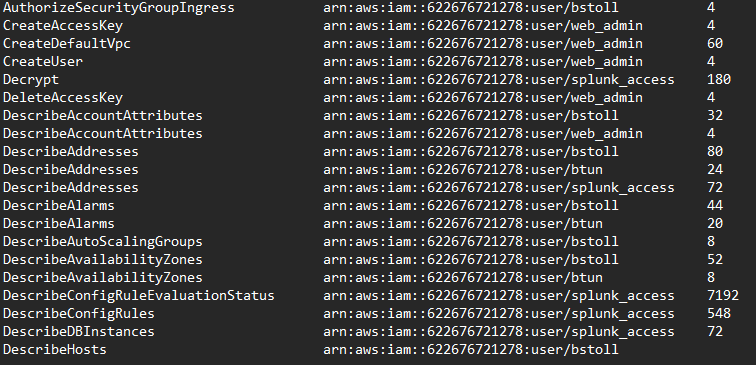 AuthorizeSecurityGroupIngress arn:aws:iam::622676721278:user/bstoll 4
CreateAccessKey arn:aws:iam::622676721278:user/web_admin 4
CreateDefaultVpc arn:aws:iam::622676721278:user/web_admin 60
CreateUser arn:aws:iam::622676721278:user/web_admin 4
Decrypt arn:aws:iam::622676721278:user/splunk_access 180
DeleteAccessKey arn:aws:iam::622676721278:user/web_admin 4
DescribeAccountAttributes arn:aws:iam::622676721278:user/bstoll 32
DescribeAccountAttributes arn:aws:iam::622676721278:user/web_admin 4
DescribeAddresses arn:aws:iam::622676721278:user/bstoll 80
DescribeAddresses arn:aws:iam::622676721278:user/btun 24
DescribeAddresses arn:aws:iam::622676721278:user/splunk_access 72
DescribeAlarms arn:aws:iam::622676721278:user/bstoll 44
DescribeAlarms arn:aws:iam::622676721278:user/btun 20
DescribeAutoScalingGroups arn:aws:iam::622676721278:user/bstoll 8
DescribeAvailabilityZones arn:aws:iam::622676721278:user/bstoll 52
DescribeAvailabilityZones arn:aws:iam::622676721278:user/btun 8
DescribeConfigRuleEvaluationStatus arn:aws:iam::622676721278:user/splunk_access 7192
DescribeConfigRules arn:aws:iam::622676721278:user/splunk_access 548
DescribeDBInstances arn:aws:iam::622676721278:user/splunk_access 72
DescribeHosts arn:aws:iam::622676721278:user/bstoll